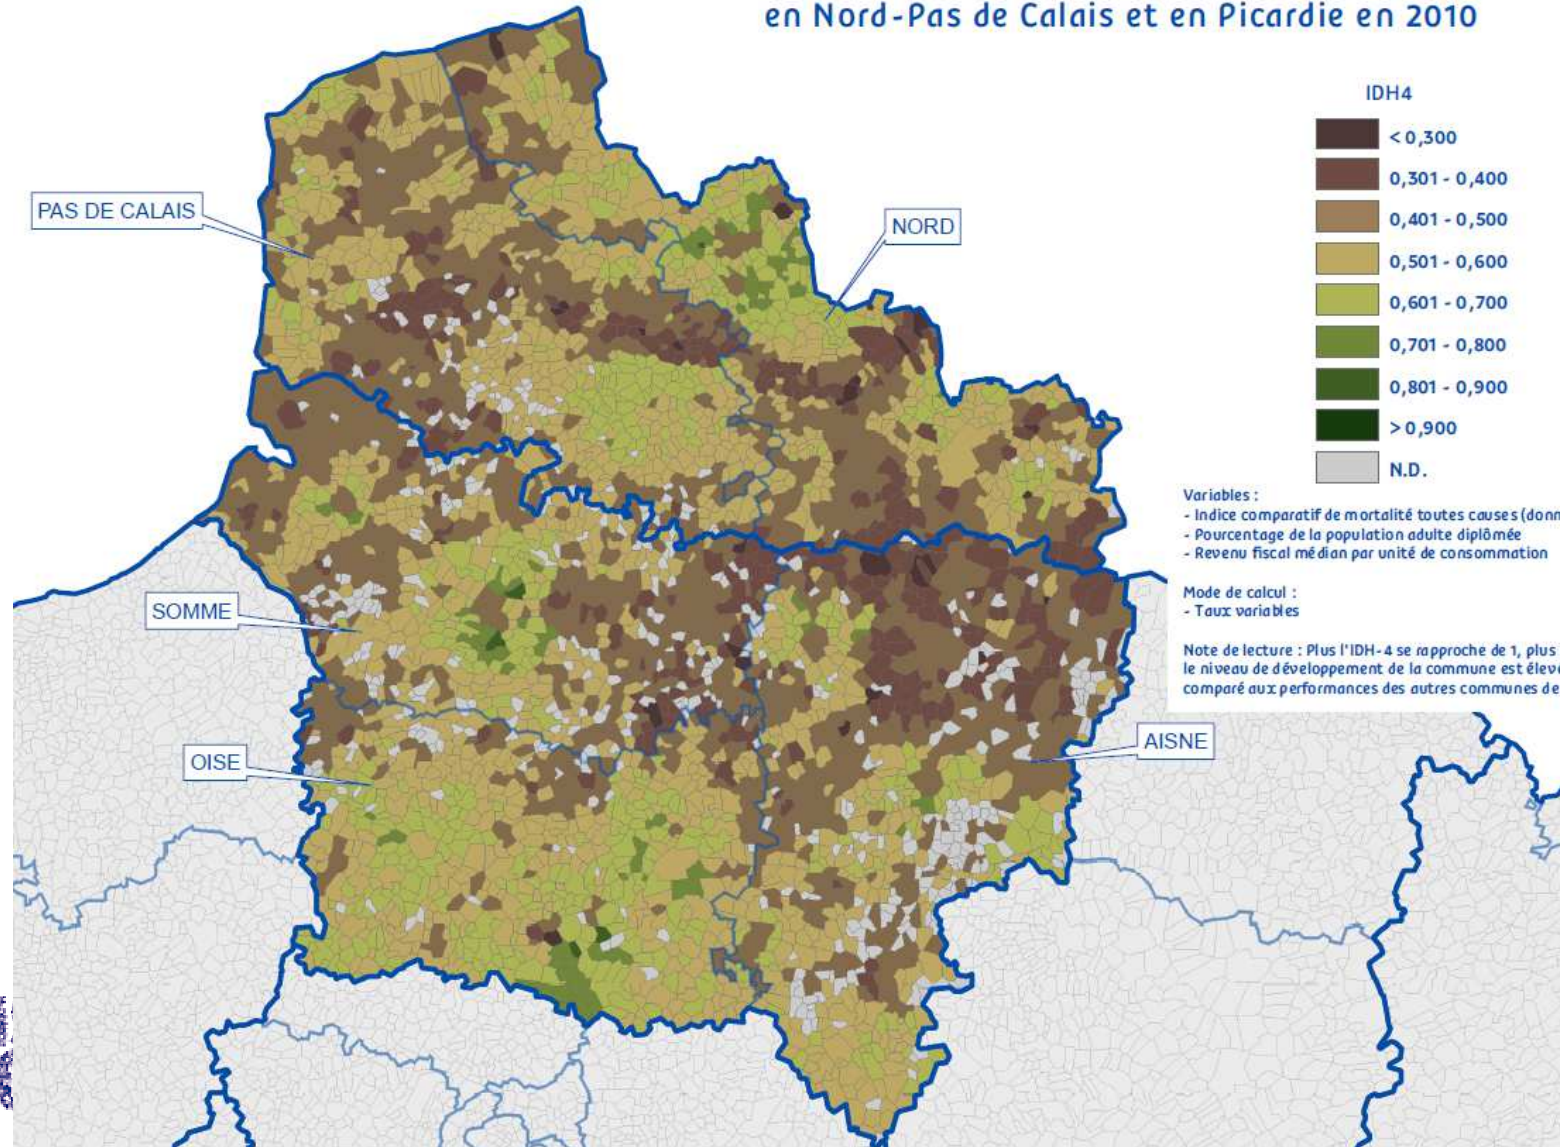 en Nord-Pas de Calais et en Picardie en 2010
IDH4
< 0,300
0,301 - 0,400
0,401 - 0,500
0,501 - 0,600
0,601 - 0,700
0,701 - 0,800
0,801 - 0,900
> 0,900
N.D.
PAS DE CALAIS
NORD
SOMME
OISE
AISNE
Variables :
- Indice comparatif de mortalité toutes causes (donn
- Pourcentage de la population adulte diplômée
- Revenu fiscal médian par unité de consommation
Mode de calcul :
- Taux variables
Note de lecture : Plus l'IDH-4 se rapproche de 1, plus
le niveau de développement de la commune est élevé
comparé aux performances des autres communes de